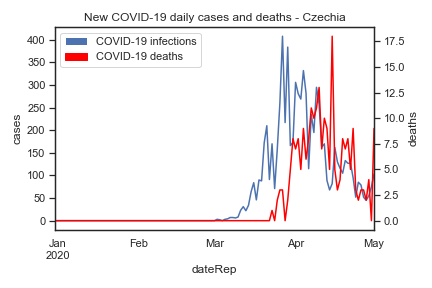 New COVID-19 daily cases and deaths - Czechia
COVID-19 infections
COVID-19 deaths
400
350
300
250
200
150
100
50
0
cases
17.5
15.0
12.5
10.0
7.5
5.0
2.5
0.0
deaths
Jan
2020
Feb
Mar
Apr
May
dateRep